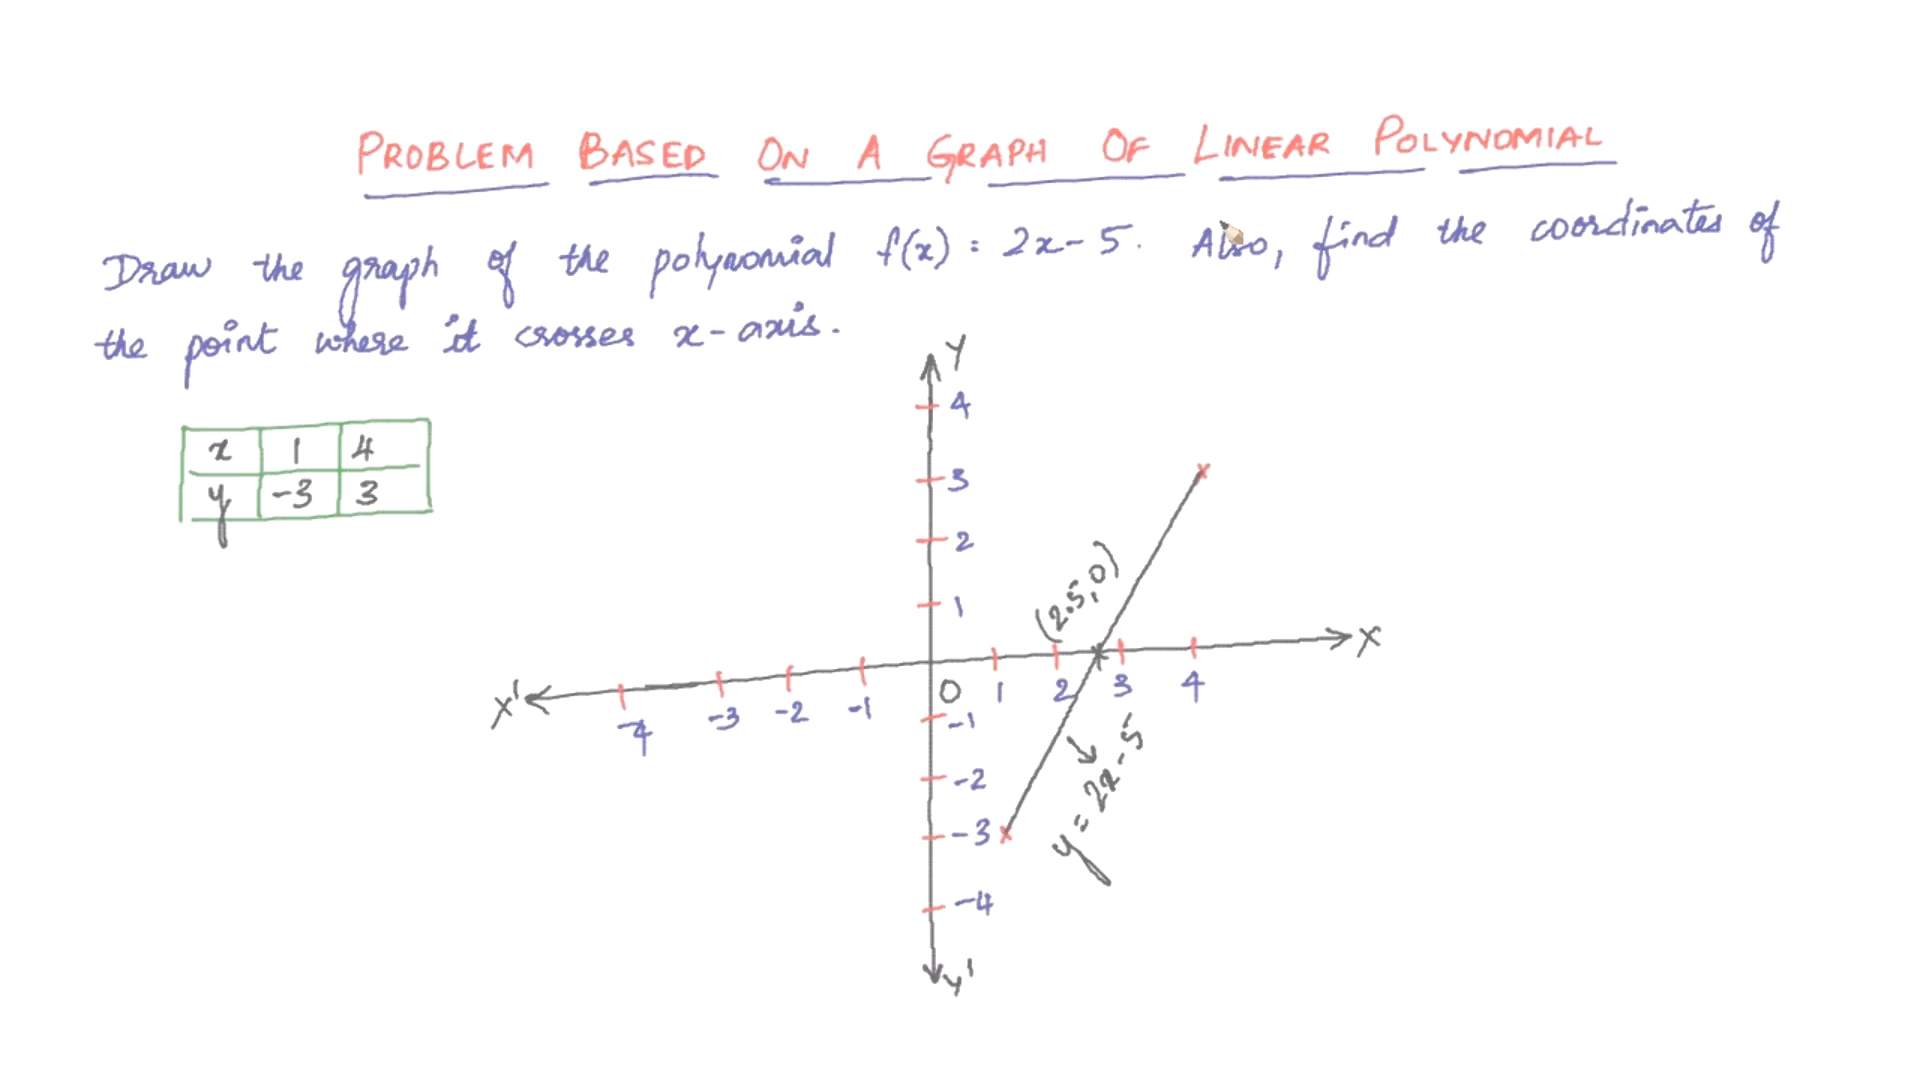 PROBLEM BASED ON A GRAPH OF LINEAR POLYNOMIAL
Draw the graph of the polynomial f(x) = 2x - 5. Also, find the coordinates of
the point where it crosses x-axis.
x 1 4
y -3 3
Y
4
3
2
1
(2.5, 0)
X' -4 -3 -2 -1 0 1 2 3 4 X
-1
-2
-3
-4
y = 2x - 5
Y'